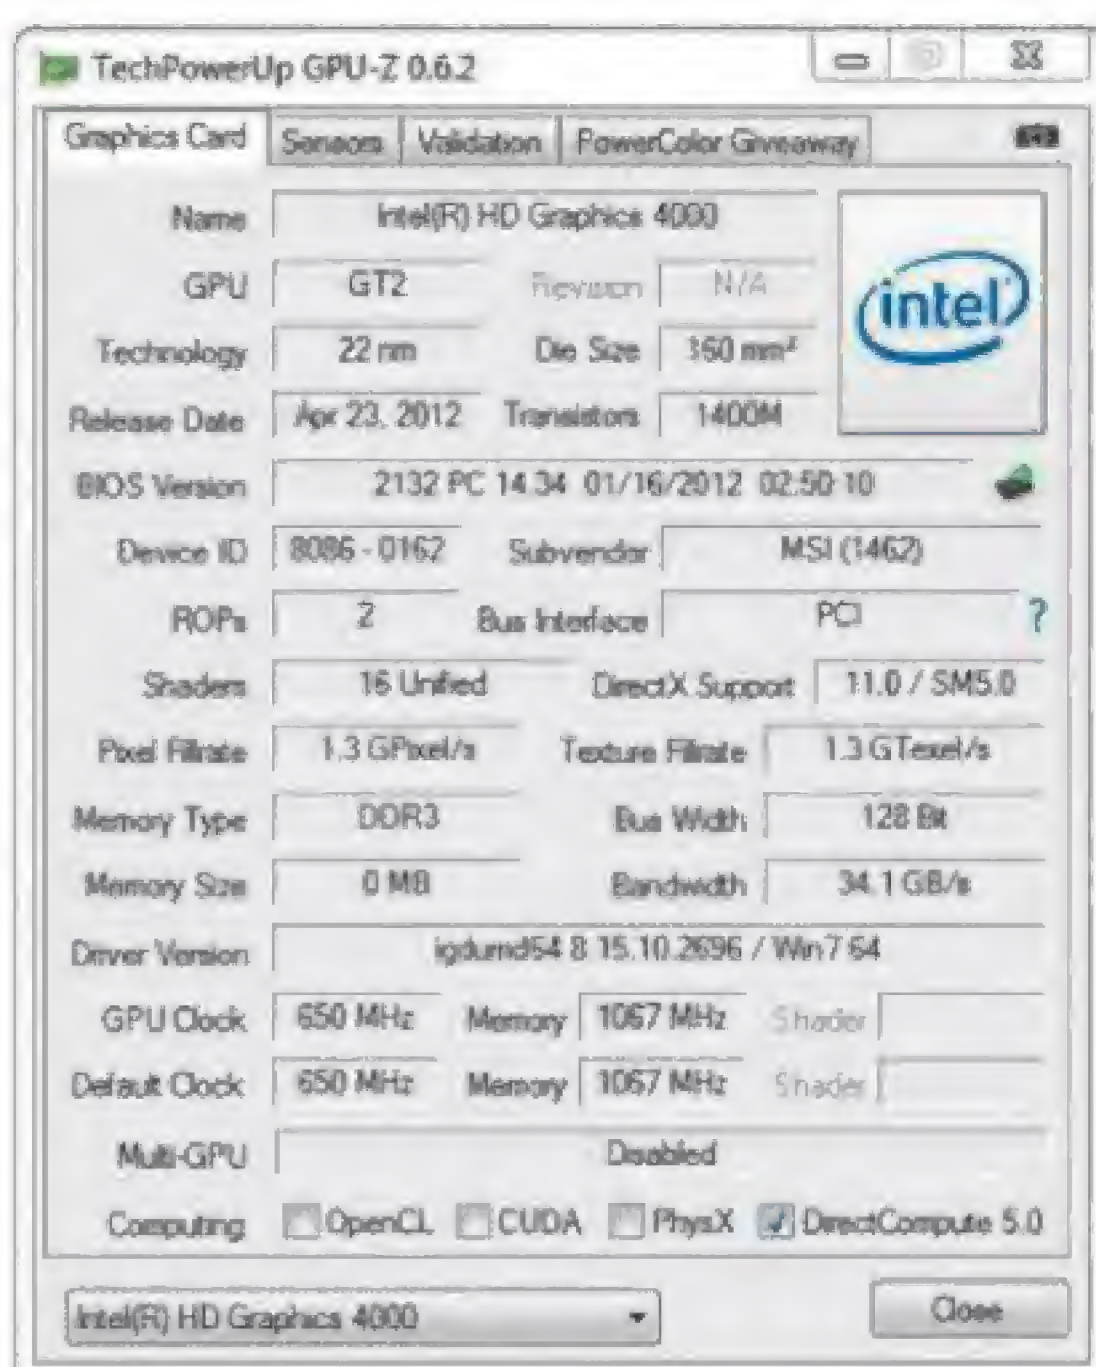 TechPowerUp GPU-Z 0.6.2
Graphics Card Sensors Validation PowerColor Giveaway
Name Intel(R) HD Graphics 4000
intel
GPU GT2 Revision N/A
Technology 22 nm Die Size 160 mm²
Release Date Apr 23, 2012 Transistors 1400M
BIOS Version 2132 PC 14.34 01/16/2012 02:50:10
Device ID 8086 - 0162 Subvendor MSI (1462)
ROPs 2 Bus Interface PCI ?
Shaders 16 Unified DirectX Support 11.0 / SM5.0
Pixel Fillrate 1.3 GPixel/s Texture Fillrate 1.3 GTexel/s
Memory Type DDR3 Bus Width 128 Bit
Memory Size 0 MB Bandwidth 34.1 GB/s
Driver Version igdumd64 8.15.10.2696 / Win7 64
GPU Clock 650 MHz Memory 1067 MHz Shader
Default Clock 650 MHz Memory 1067 MHz Shader
Multi-GPU Disabled
Computing OpenCL CUDA PhysX DirectCompute 5.0
Intel(R) HD Graphics 4000 Close